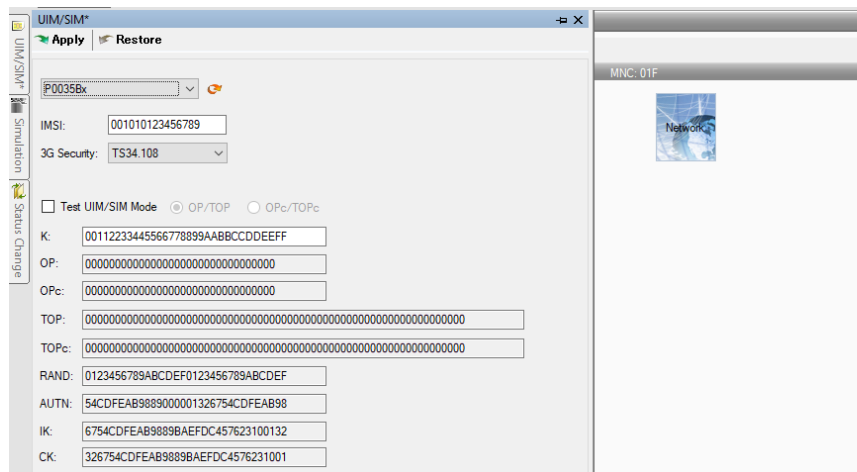 UIM/SIM*
Apply Restore
P0035Bx
IMSI: 001010123456789
3G Security: TS34.108
Test UIM/SIM Mode OP/TOP OPc/TOPc
K: 00112233445566778899AABBCCDDEEFF
OP: 00000000000000000000000000000000
OPc: 00000000000000000000000000000000
TOP: 0000000000000000000000000000000000000000000000000000000000000000
TOPc: 0000000000000000000000000000000000000000000000000000000000000000
RAND: 0123456789ABCDEF0123456789ABCDEF
AUTN: 54CDFEAB9889000001326754CDFEAB98
IK: 6754CDFEAB9889BAEFDC457623100132
CK: 326754CDFEAB9889BAEFDC4576231001
UIM/SIM*
Simulation
Status Change
MNC: 01F
Network